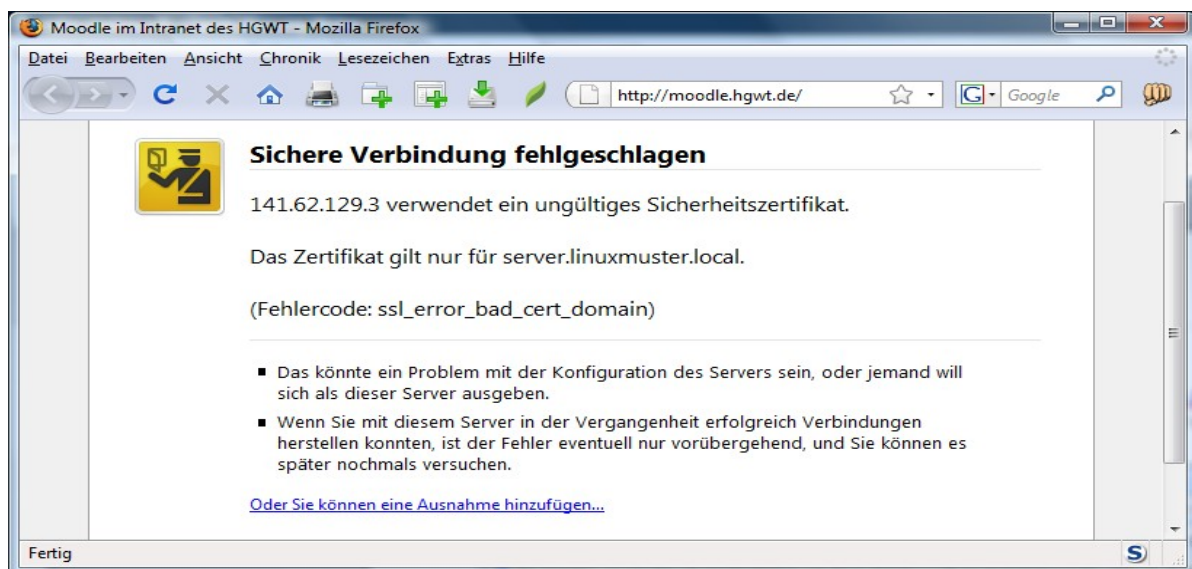 Moodle im Intranet des HGWT - Mozilla Firefox
Datei Bearbeiten Ansicht Chronik Lesezeichen Extras Hilfe
http://moodle.hgwt.de/ G Google
Sichere Verbindung fehlgeschlagen
141.62.129.3 verwendet ein ungültiges Sicherheitszertifikat.
Das Zertifikat gilt nur für server.linuxmuster.local.
(Fehlercode: ssl_error_bad_cert_domain)
Das könnte ein Problem mit der Konfiguration des Servers sein, oder jemand will
sich als dieser Server ausgeben.
Wenn Sie mit diesem Server in der Vergangenheit erfolgreich Verbindungen
herstellen konnten, ist der Fehler eventuell nur vorübergehend, und Sie können es
später nochmals versuchen.
Oder Sie können eine Ausnahme hinzufügen...
Fertig S